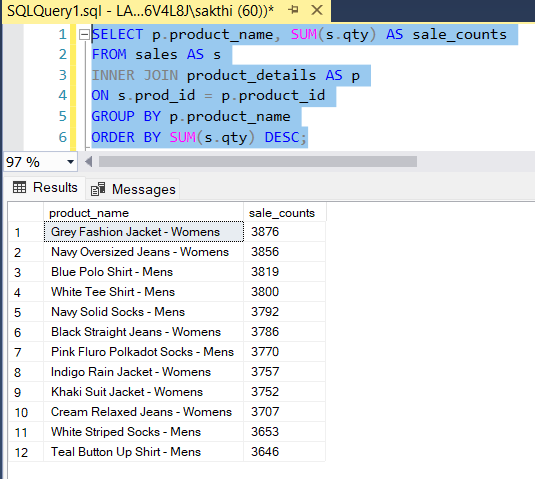 SQLQuery1.sql - LA...6V4L8J\sakthi (60))*
1 SELECT p.product_name, SUM(s.qty) AS sale_counts
2 FROM sales AS s
3 INNER JOIN product_details AS p
4 ON s.prod_id = p.product_id
5 GROUP BY p.product_name
6 ORDER BY SUM(s.qty) DESC;
97 %
Results Messages
product_name sale_counts
1 Grey Fashion Jacket - Womens 3876
2 Navy Oversized Jeans - Womens 3856
3 Blue Polo Shirt - Mens 3819
4 White Tee Shirt - Mens 3800
5 Navy Solid Socks - Mens 3792
6 Black Straight Jeans - Womens 3786
7 Pink Fluro Polkadot Socks - Mens 3770
8 Indigo Rain Jacket - Womens 3757
9 Khaki Suit Jacket - Womens 3752
10 Cream Relaxed Jeans - Womens 3707
11 White Striped Socks - Mens 3653
12 Teal Button Up Shirt - Mens 3646